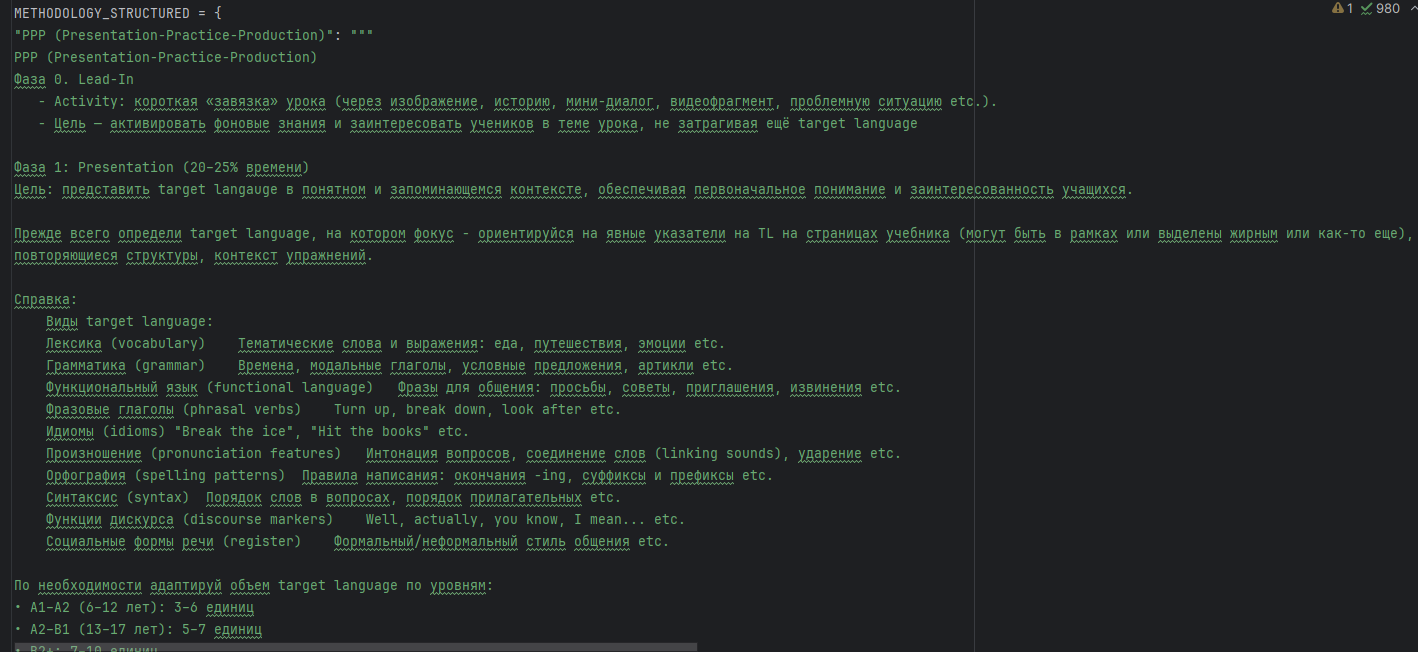 METHODOLOGY_STRUCTURED = {
1 980
"PPP (Presentation-Practice-Production)": """
PPP (Presentation-Practice-Production)
Фаза 0. Lead-In
- Activity: короткая «завязка» урока (через изображение, историю, мини-диалог, видеофрагмент, проблемную ситуацию etc.).
- Цель — активировать фоновые знания и заинтересовать учеников в теме урока, не затрагивая ещё target language
Фаза 1: Presentation (20–25% времени)
Цель: представить target langauge в понятном и запоминающемся контексте, обеспечивая первоначальное понимание и заинтересованность учащихся.
Прежде всего определи target language, на котором фокус - ориентируйся на явные указатели на TL на страницах учебника (могут быть в рамках или выделены жирным или как-то еще),
повторяющиеся структуры, контекст упражнений.
Справка:
Виды target language:
Лексика (vocabulary) Тематические слова и выражения: еда, путешествия, эмоции etc.
Грамматика (grammar) Времена, модальные глаголы, условные предложения, артикли etc.
Функциональный язык (functional language) Фразы для общения: просьбы, советы, приглашения, извинения etc.
Фразовые глаголы (phrasal verbs) Turn up, break down, look after etc.
Идиомы (idioms) "Break the ice", "Hit the books" etc.
Произношение (pronunciation features) Интонация вопросов, соединение слов (linking sounds), ударение etc.
Орфография (spelling patterns) Правила написания: окончания -ing, суффиксы и префиксы etc.
Синтаксис (syntax) Порядок слов в вопросах, порядок прилагательных etc.
Функции дискурса (discourse markers) Well, actually, you know, I mean... etc.
Социальные формы речи (register) Формальный/неформальный стиль общения etc.
По необходимости адаптируй объем target language по уровням:
• A1–A2 (6–12 лет): 3–6 единиц
• A2–B1 (13–17 лет): 5–7 единиц
• B2+: 7–10 единиц